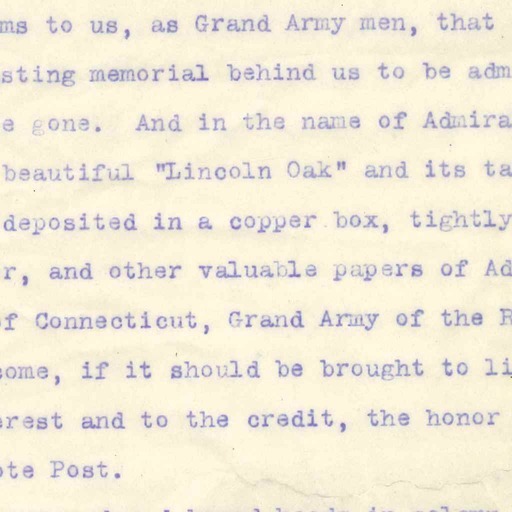 ms to us, as Grand Army men, that
sting memorial behind us to be adm
e gone. And in the name of Admira
beautiful "Lincoln Oak" and its ta
deposited in a copper box, tightly
r, and other valuable papers of Ad
of Connecticut, Grand Army of the R
come, if it should be brought to li
erest and to the credit, the honor
ote Post.